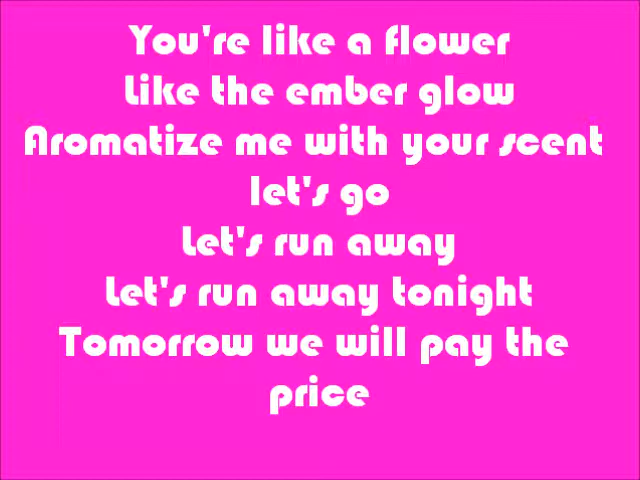 You're like a flower
Like the ember glow
Aromatize me with your scent
let's go
Let's run away
Let's run away tonight
Tomorrow we will pay the
price